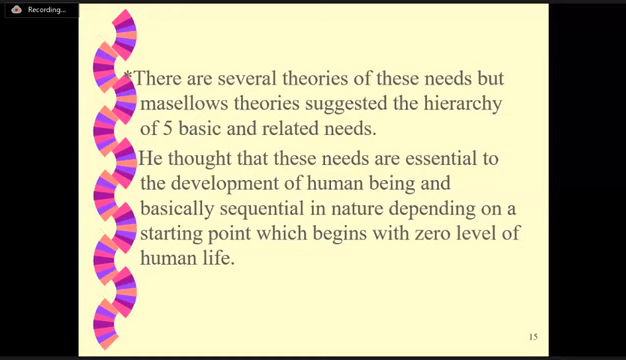 Recording...
*There are several theories of these needs but
masellows theories suggested the hierarchy
of 5 basic and related needs.
He thought that these needs are essential to
the development of human being and
basically sequential in nature depending on a
starting point which begins with zero level of
human life.
15